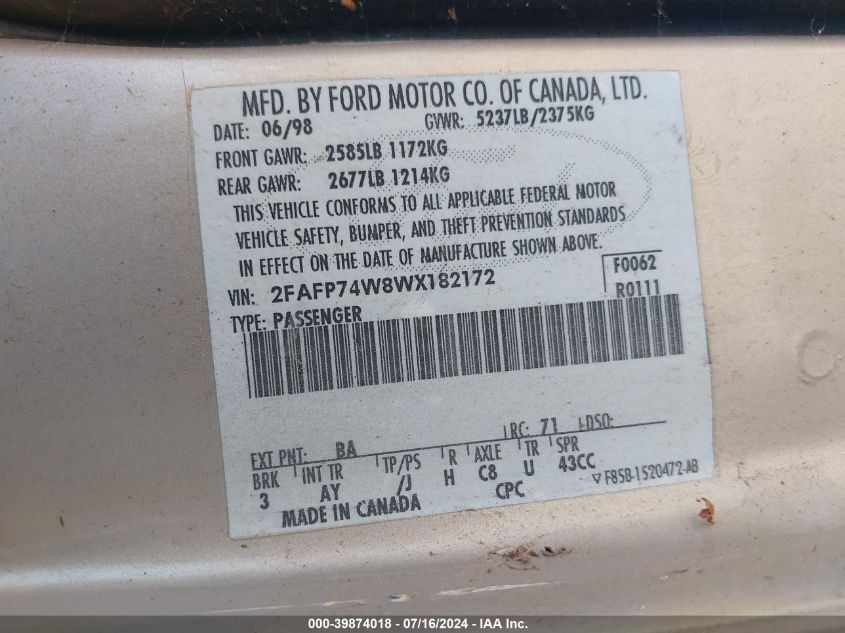 MFD. BY FORD MOTOR CO. OF CANADA, LTD.
DATE: 06/98 GVWR: 5237LB/2375KG
FRONT GAWR: 2585LB 1172KG
REAR GAWR: 2677LB 1214KG
THIS VEHICLE CONFORMS TO ALL APPLICABLE FEDERAL MOTOR
VEHICLE SAFETY, BUMPER, AND THEFT PREVENTION STANDARDS
IN EFFECT ON THE DATE OF MANUFACTURE SHOWN ABOVE.
VIN: 2FAFP74W8WX182172 F0062
TYPE: PASSENGER R0111
EXT PNT: BA RC: 71 DSO:
BRK INT TR TP/PS R AXLE TR SPR
3 AY /J H C8 U 43CC
MADE IN CANADA CPC ▽F85B-1520472-AB
000-39874018 - 07/16/2024 - IAAI Inc.